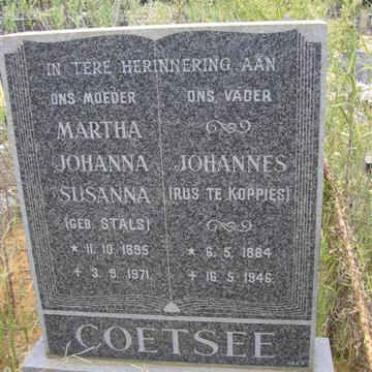 IN TERE HERINNERING AAN
ONS MOEDER
MARTHA
JOHANNA
SUSANNA
(GEB STALS)
* 11. 10. 1895
+ 3. 9. 1971
ONS VADER
JOHANNES
(RUS TE KOPPIES)
* 6. 5. 1884
+ 16. 5. 1946
COETSEE